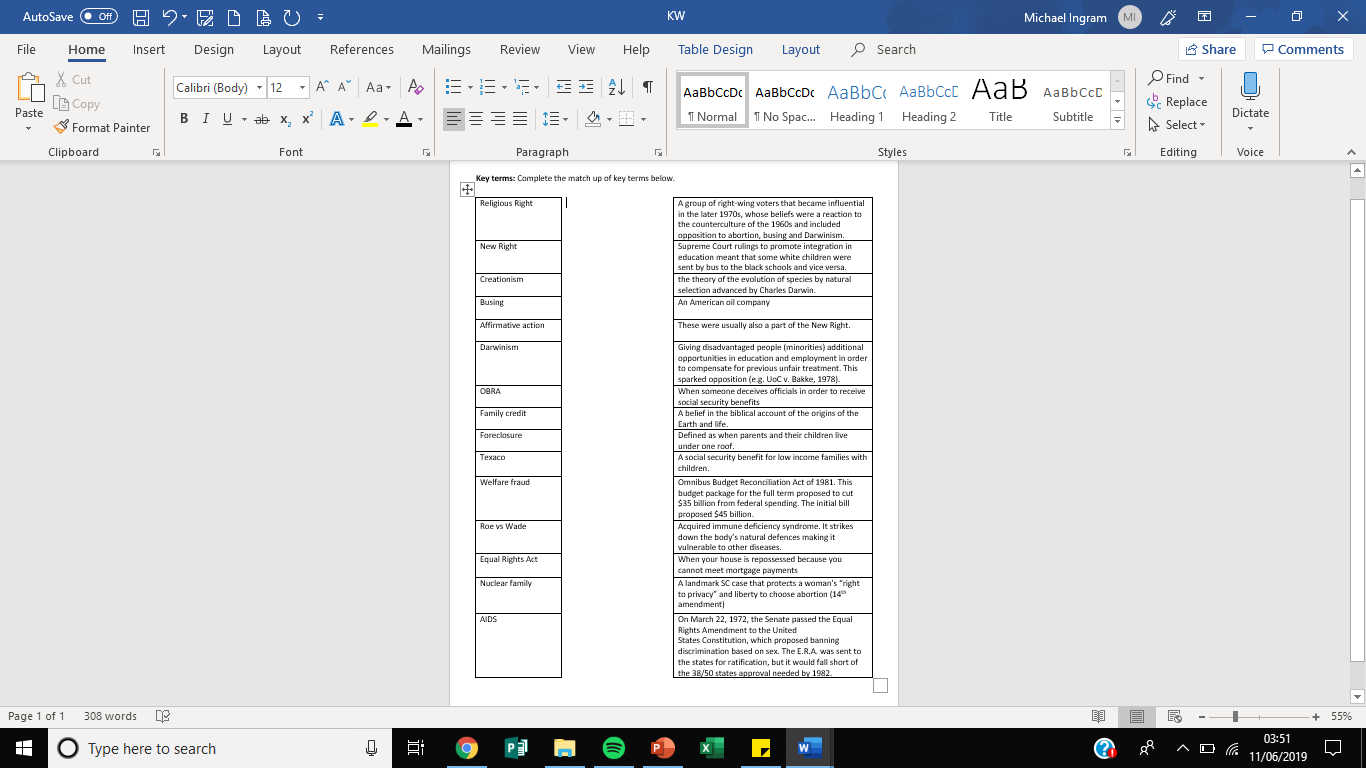 AutoSave Off
KW
Michael Ingram MI
File Home Insert Design Layout References Mailings Review View Help Table Design Layout Search Share Comments
Paste
Cut
Copy
Format Painter
Clipboard
Calibri (Body) 12
Aa
B I U ab x₂ x² A A
Font
Paragraph
AaBbCcDc AaBbCcDc AaBbCc AaBbCcD AaB AaBbCcD
¶ Normal ¶ No Spac... Heading 1 Heading 2 Title Subtitle
Styles
Find
Replace
Select
Editing
Dictate
Voice
Key terms: Complete the match up of key terms below.
Religious Right
A group of right-wing voters that became influential
in the later 1970s, whose beliefs were a reaction to
the counterculture of the 1960s and included
opposition to abortion, busing and Darwinism.
New Right
Supreme Court rulings to promote integration in
education meant that some white children were
sent by bus to the black schools and vice versa.
Creationism
the theory of the evolution of species by natural
selection advanced by Charles Darwin.
Busing
An American oil company
Affirmative action
These were usually also a part of the New Right.
Darwinism
Giving disadvantaged people (minorities) additional
opportunities in education and employment in order
to compensate for previous unfair treatment. This
sparked opposition (e.g. UoC v. Bakke, 1978).
OBRA
When someone deceives officials in order to receive
social security benefits
Family credit
A belief in the biblical account of the origins of the
Earth and life.
Foreclosure
Defined as when parents and their children live
under one roof.
Texaco
A social security benefit for low income families with
children.
Welfare fraud
Omnibus Budget Reconciliation Act of 1981. This
budget package for the full term proposed to cut
$35 billion from federal spending. The initial bill
proposed $45 billion.
Roe vs Wade
Acquired immune deficiency syndrome. It strikes
down the body's natural defences making it
vulnerable to other diseases.
Equal Rights Act
When your house is repossessed because you
cannot meet mortgage payments
Nuclear family
A landmark SC case that protects a woman's "right
to privacy" and liberty to choose abortion (14th
amendment)
AIDS
On March 22, 1972, the Senate passed the Equal
Rights Amendment to the United
States Constitution, which proposed banning
discrimination based on sex. The E.R.A. was sent to
the states for ratification, but it would fall short of
the 38/50 states approval needed by 1982.
Page 1 of 1 308 words
55%
Type here to search
03:51
11/06/2019